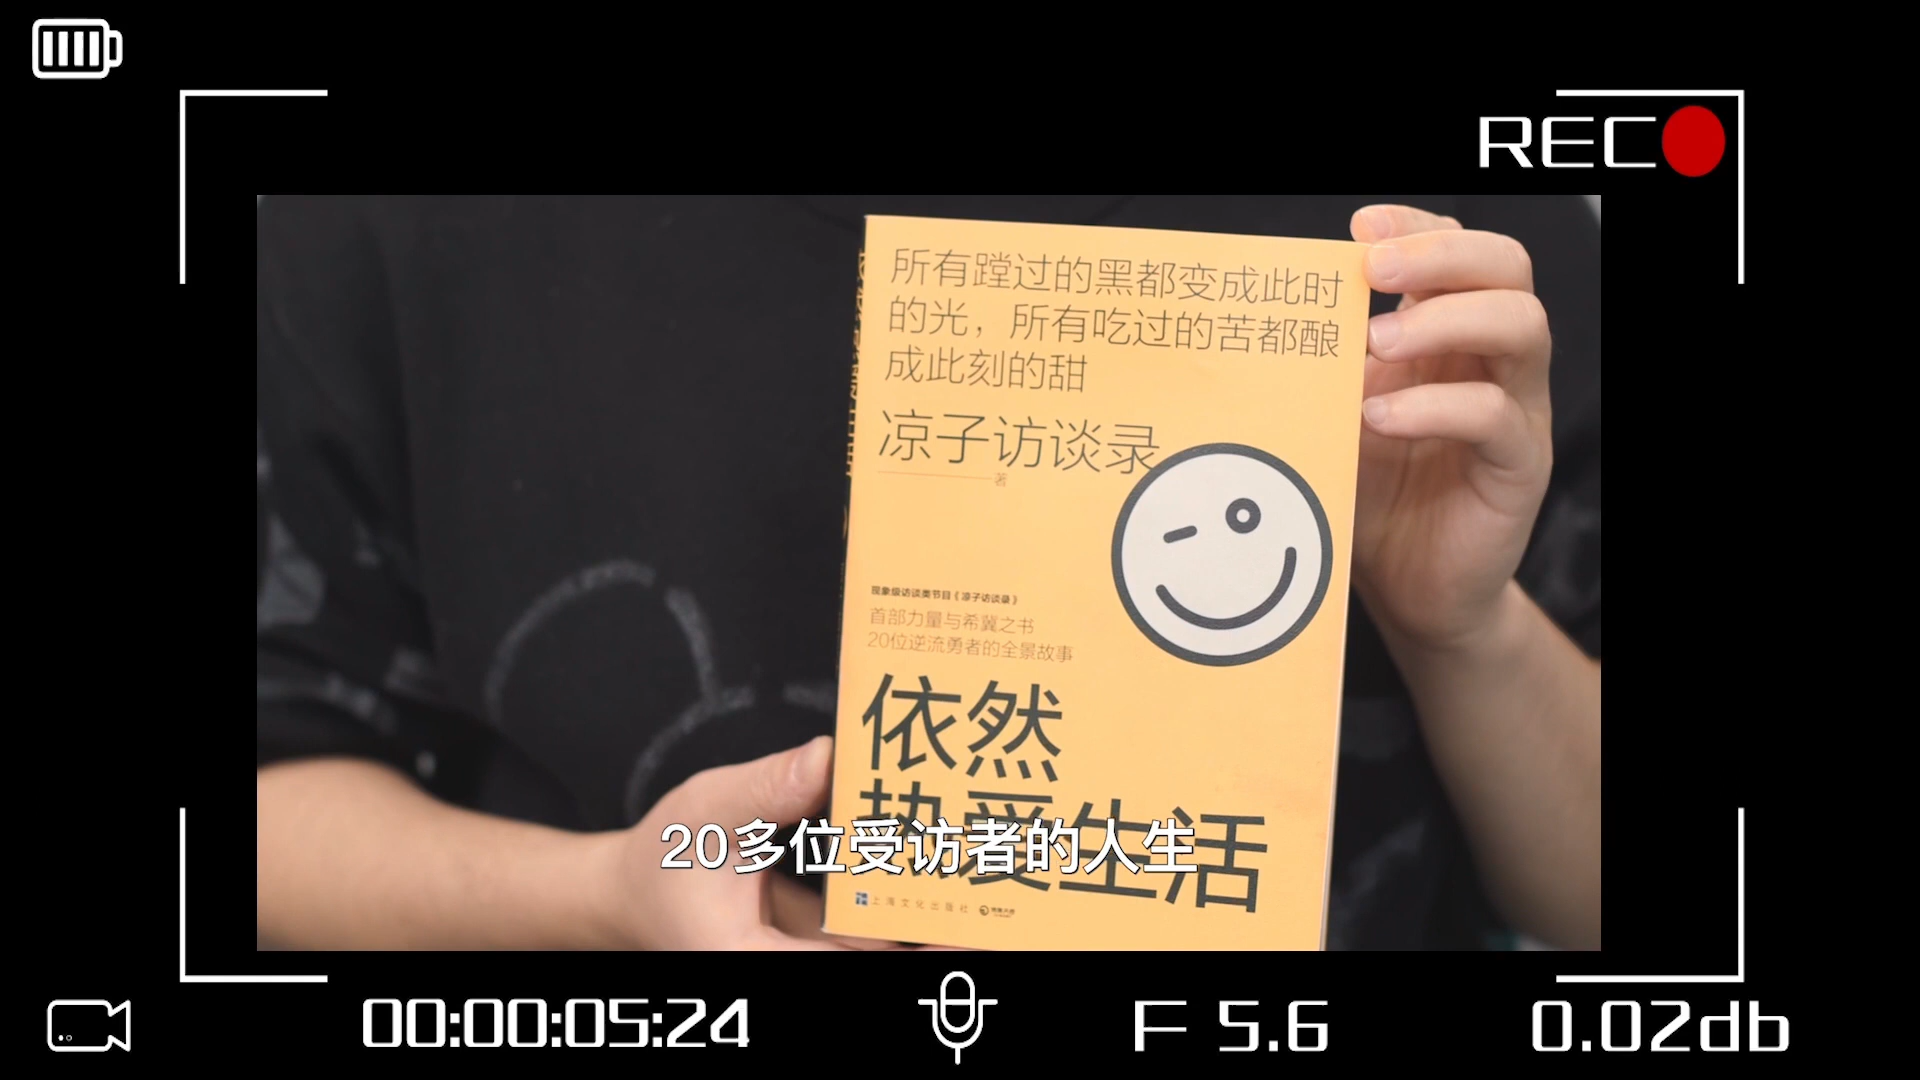 REC
所有蹚过的黑都变成此时
的光，所有吃过的苦都酿
成此刻的甜
凉子访谈录
著
现象级访谈类节目《凉子访谈录》
首部力量与希冀之书
20位逆流勇者的全景故事
依然
热爱生活
20多位受访者的人生
上海文化出版社
00:00:05:24
F 5.6
0.02db